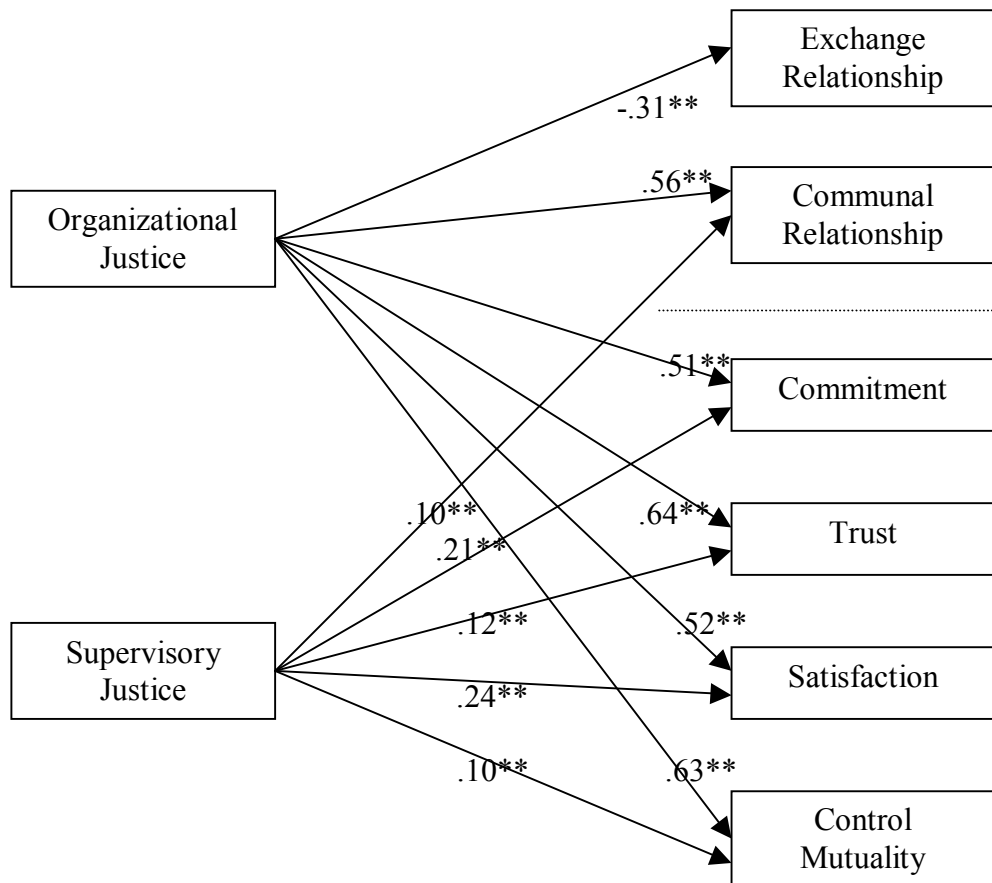 Exchange
Relationship
-.31**
.56**
Communal
Relationship
Organizational
Justice
.51**
Commitment
.10**
.64**
Trust
.21**
.12**
.52**
Supervisory
Justice
.24**
Satisfaction
.10**
.63**
Control
Mutuality